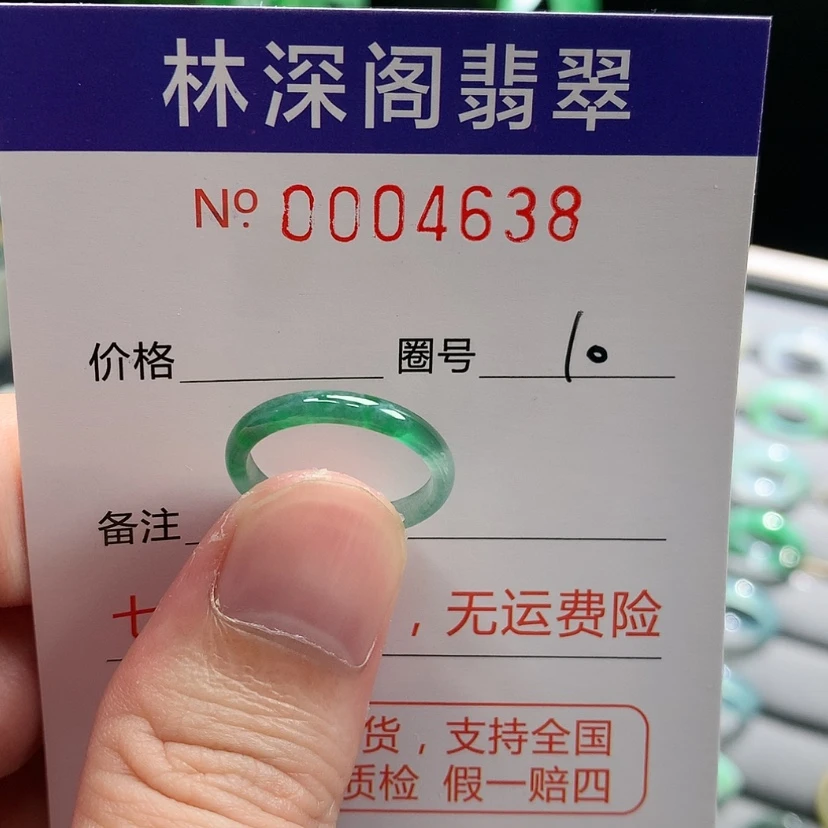 林深阁翡翠
Nº. 0004638
价格 圈号 10
备注
七 ，无运费险
货，支持全国
质检 假一赔四